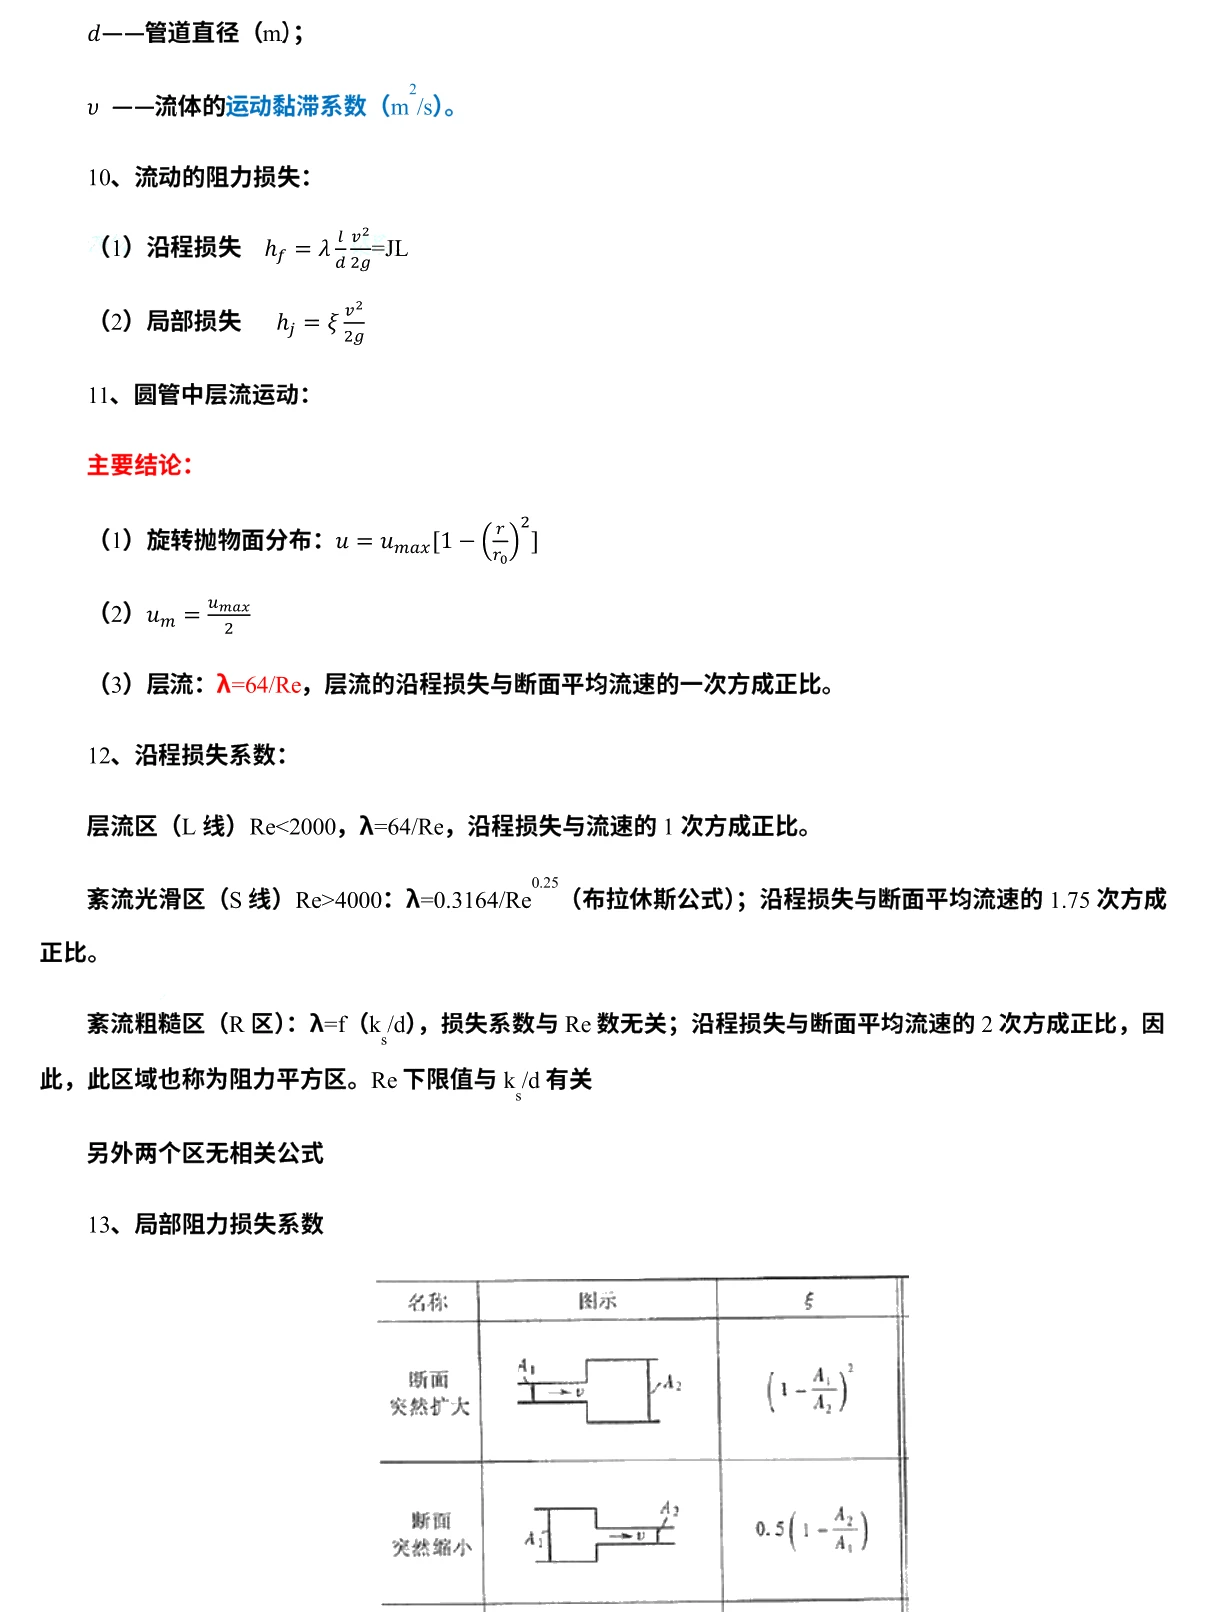 d——管道直径（m）；
υ ——流体的运动黏滞系数（m²/s）。
10、流动的阻力损失：
（1）沿程损失 h_f = λ l/d v²/2g=JL
（2）局部损失 h_j = ξ v²/2g
11、圆管中层流运动：
主要结论：
（1）旋转抛物面分布：u = u_max[1 − (r/r₀)²]
（2）u_m = u_max/2
（3）层流：λ=64/Re，层流的沿程损失与断面平均流速的一次方成正比。
12、沿程损失系数：
层流区（L 线）Re<2000，λ=64/Re，沿程损失与流速的 1 次方成正比。
紊流光滑区（S 线）Re>4000：λ=0.3164/Re^0.25（布拉休斯公式）；沿程损失与断面平均流速的 1.75 次方成
正比。
紊流粗糙区（R 区）：λ=f（k_s/d），损失系数与 Re 数无关；沿程损失与断面平均流速的 2 次方成正比，因
此，此区域也称为阻力平方区。Re 下限值与 k_s/d 有关
另外两个区无相关公式
13、局部阻力损失系数
名称 图示 ξ
断面
突然扩大 A₁ v A₂ (1−A₁/A₂)²
断面
突然缩小 A₁ v A₂ 0.5(1−A₂/A₁)